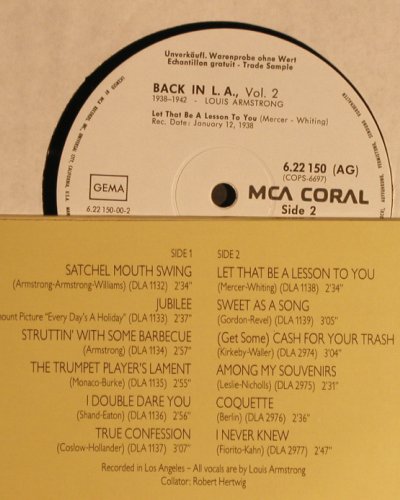 Unverkäufl. Warenprobe ohne Wert
Echantillon gratuit - Trade Sample
BACK IN L. A., Vol. 2
1938–1942 - LOUIS ARMSTRONG
Let That Be A Lesson To You (Mercer - Whiting)
Rec. Date: January 12, 1938
GEMA
6.22 150-00-2
6.22 150 (AG)
(COPS-6697)
MCA CORAL
Side 2
SIDE 1
SATCHEL MOUTH SWING
(Armstrong-Armstrong-Williams) (DLA 1132) 2'34"
JUBILEE
mount Picture "Every Day's A Holiday") (DLA 1133) 2'37"
STRUTTIN' WITH SOME BARBECUE
(Armstrong) (DLA 1134) 2'57"
THE TRUMPET PLAYER'S LAMENT
(Monaco-Burke) (DLA 1135) 2'55"
I DOUBLE DARE YOU
(Shand-Eaton) (DLA 1136) 2'56"
TRUE CONFESSION
(Coslow-Hollander) (DLA 1137) 3'07"
SIDE 2
LET THAT BE A LESSON TO YOU
(Mercer-Whiting) (DLA 1138) 2'34"
SWEET AS A SONG
(Gordon-Revel) (DLA 1139) 3'05"
(Get Some) CASH FOR YOUR TRASH
(Kirkeby-Waller) (DLA 2974) 3'04"
AMONG MY SOUVENIRS
(Leslie-Nicholls) (DLA 2975) 2'31"
COQUETTE
(Berlin) (DLA 2976) 2'36"
I NEVER KNEW
(Fiorito-Kahn) (DLA 2977) 2'47"
Recorded in Los Angeles – All vocals are by Louis Armstrong
Collator: Robert Hertwig